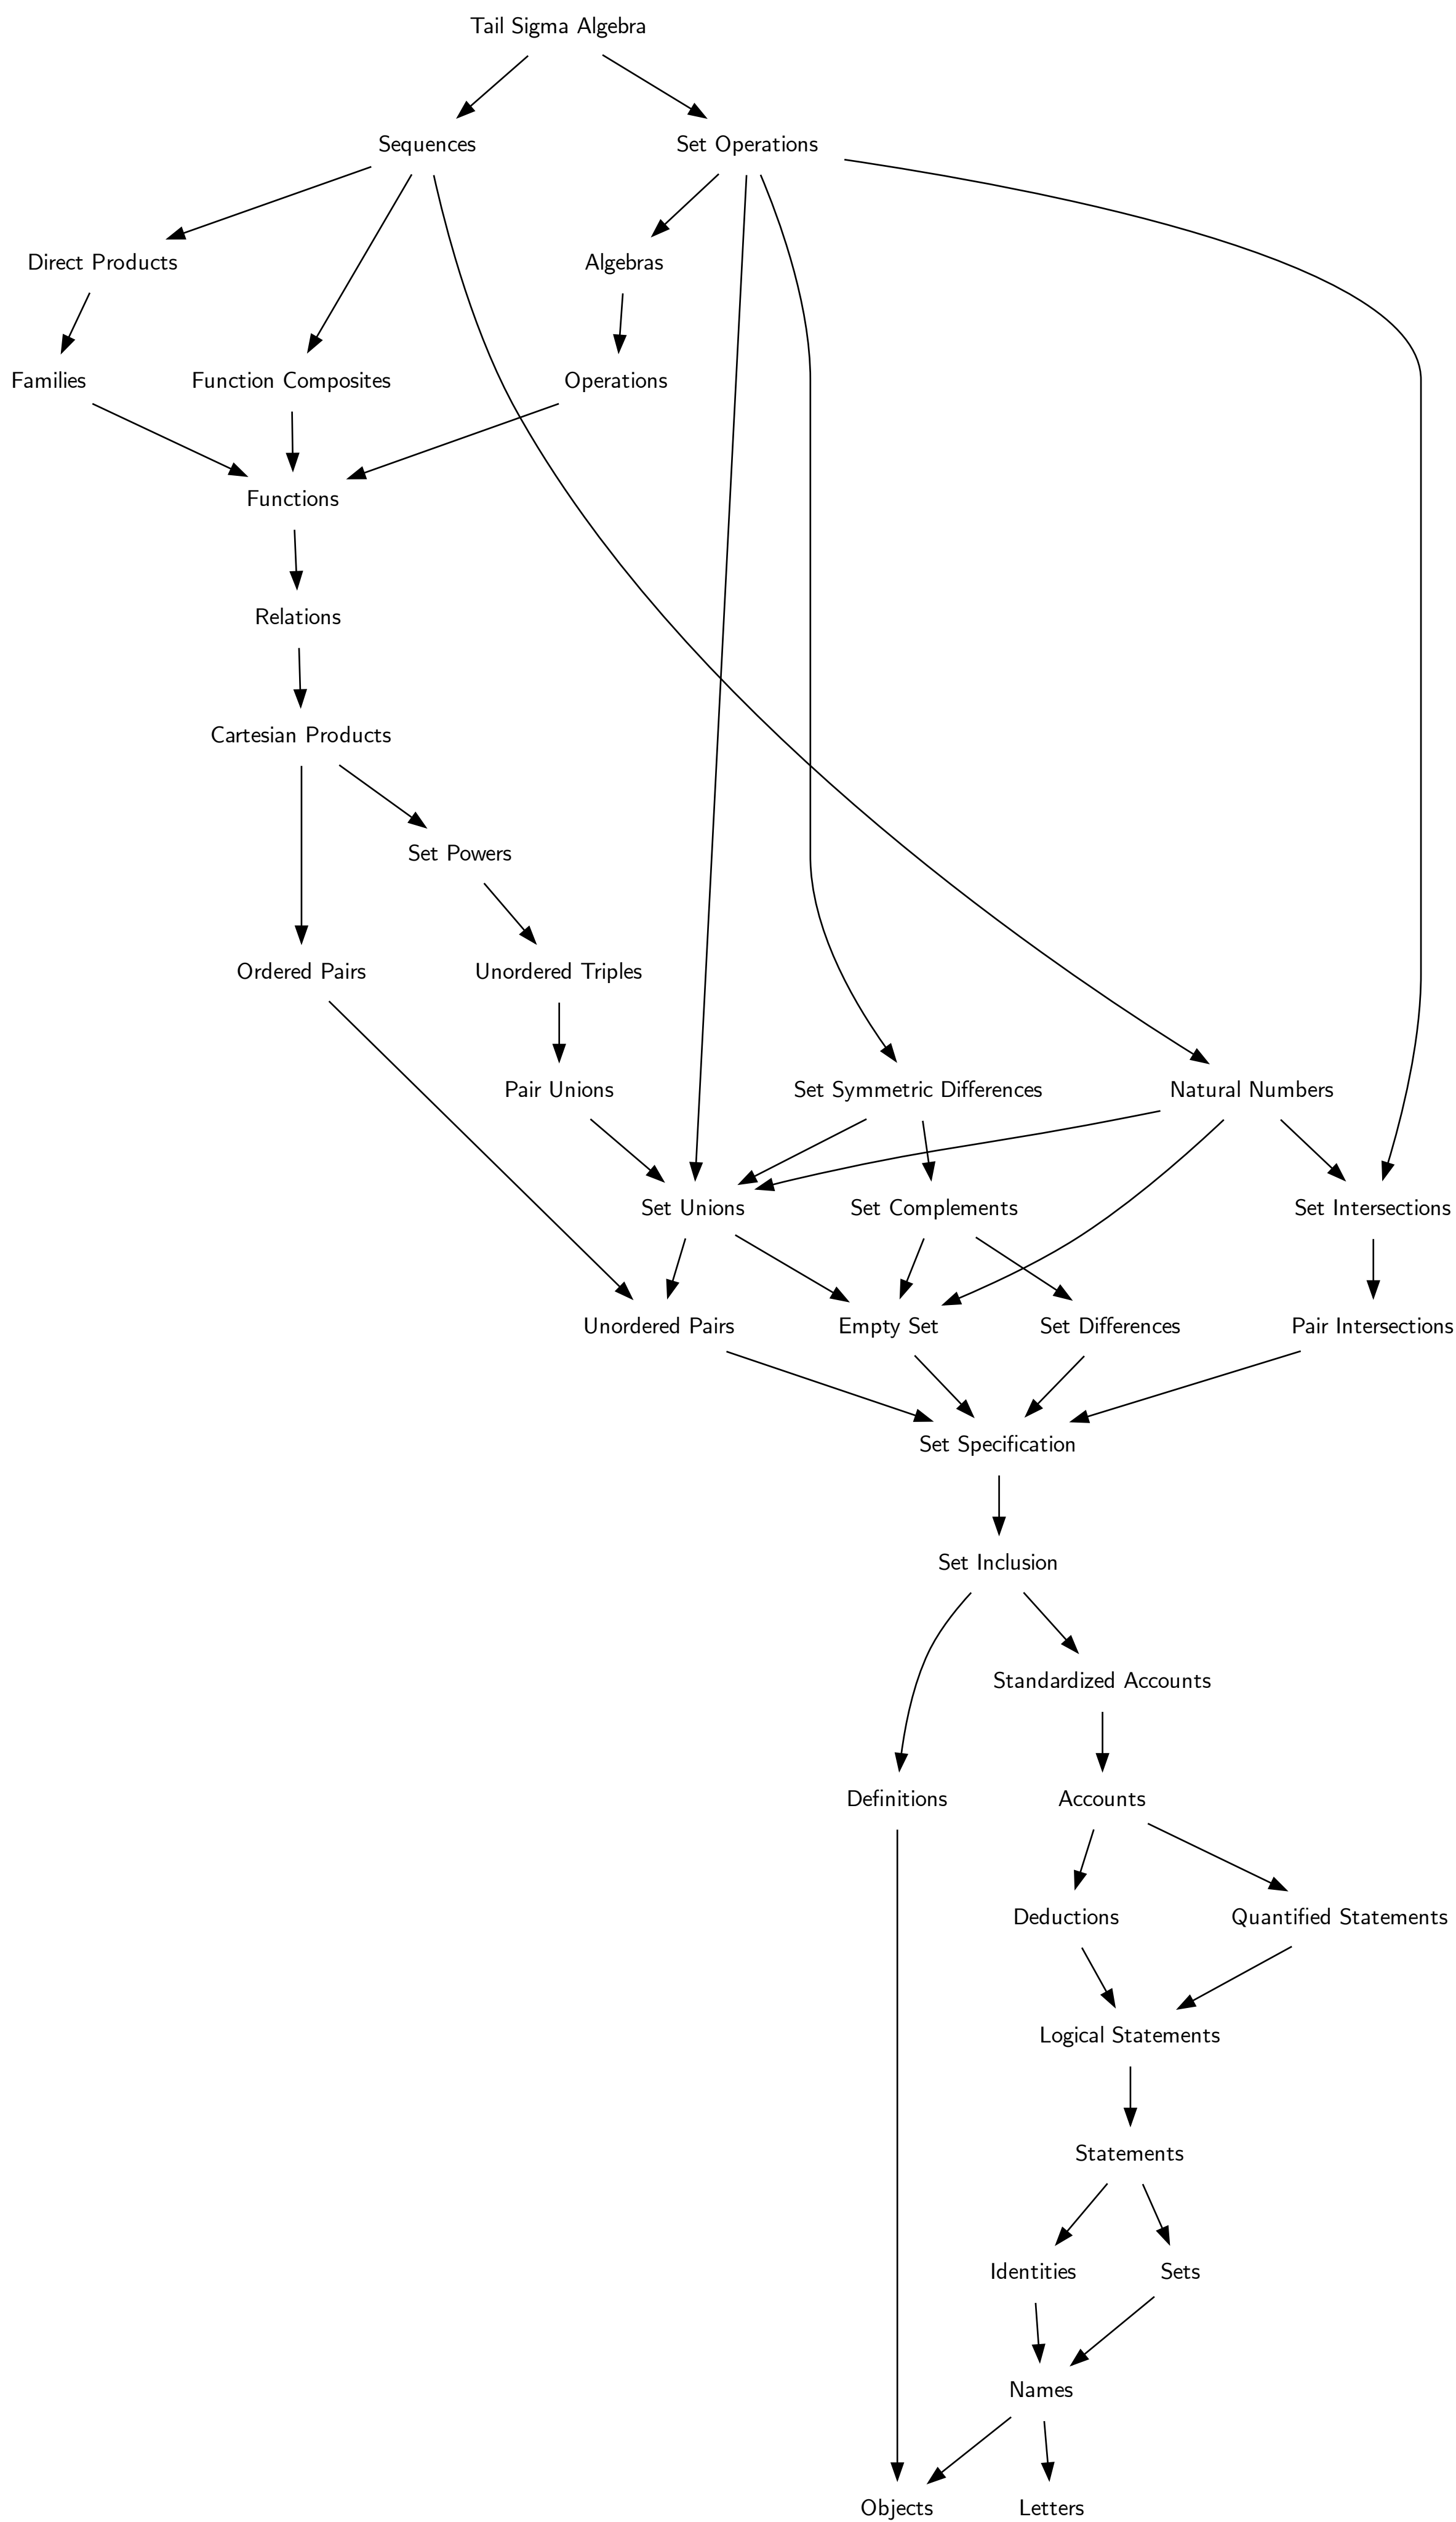 Tail Sigma Algebra
Sequences
Set Operations
Direct Products
Algebras
Families
Function Composites
Operations
Functions
Relations
Cartesian Products
Set Powers
Ordered Pairs
Unordered Triples
Pair Unions
Set Symmetric Differences
Natural Numbers
Set Unions
Set Complements
Set Intersections
Unordered Pairs
Empty Set
Set Differences
Pair Intersections
Set Specification
Set Inclusion
Standardized Accounts
Definitions
Accounts
Deductions
Quantified Statements
Logical Statements
Statements
Identities
Sets
Names
Objects
Letters